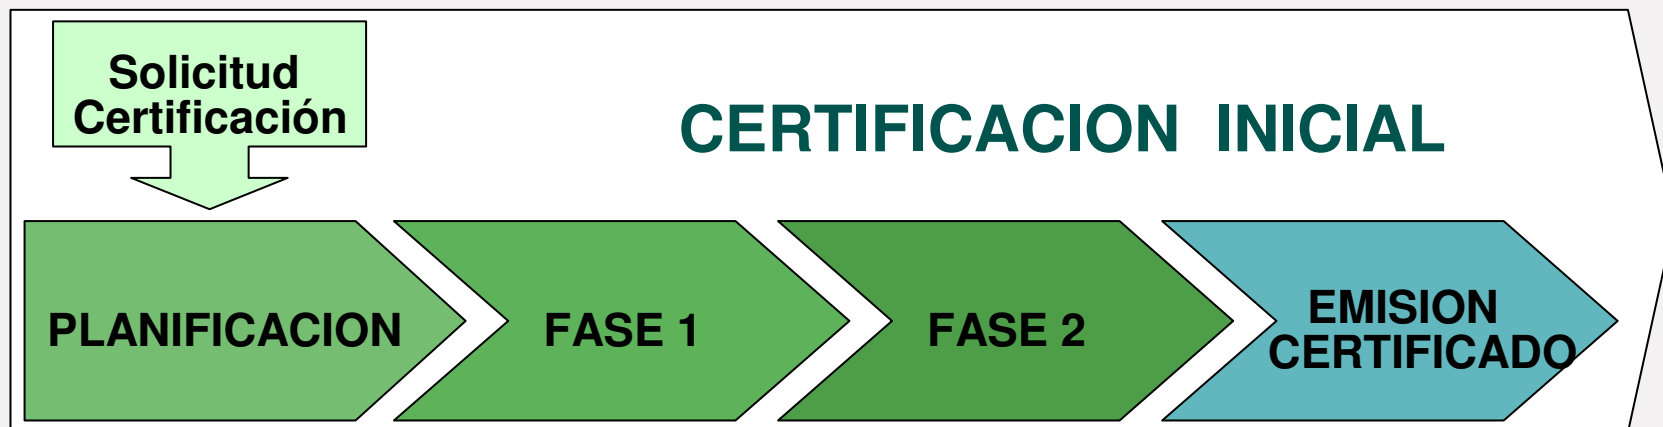 Solicitud
Certificación
CERTIFICACION INICIAL
PLANIFICACION
FASE 1
FASE 2
EMISION
CERTIFICADO